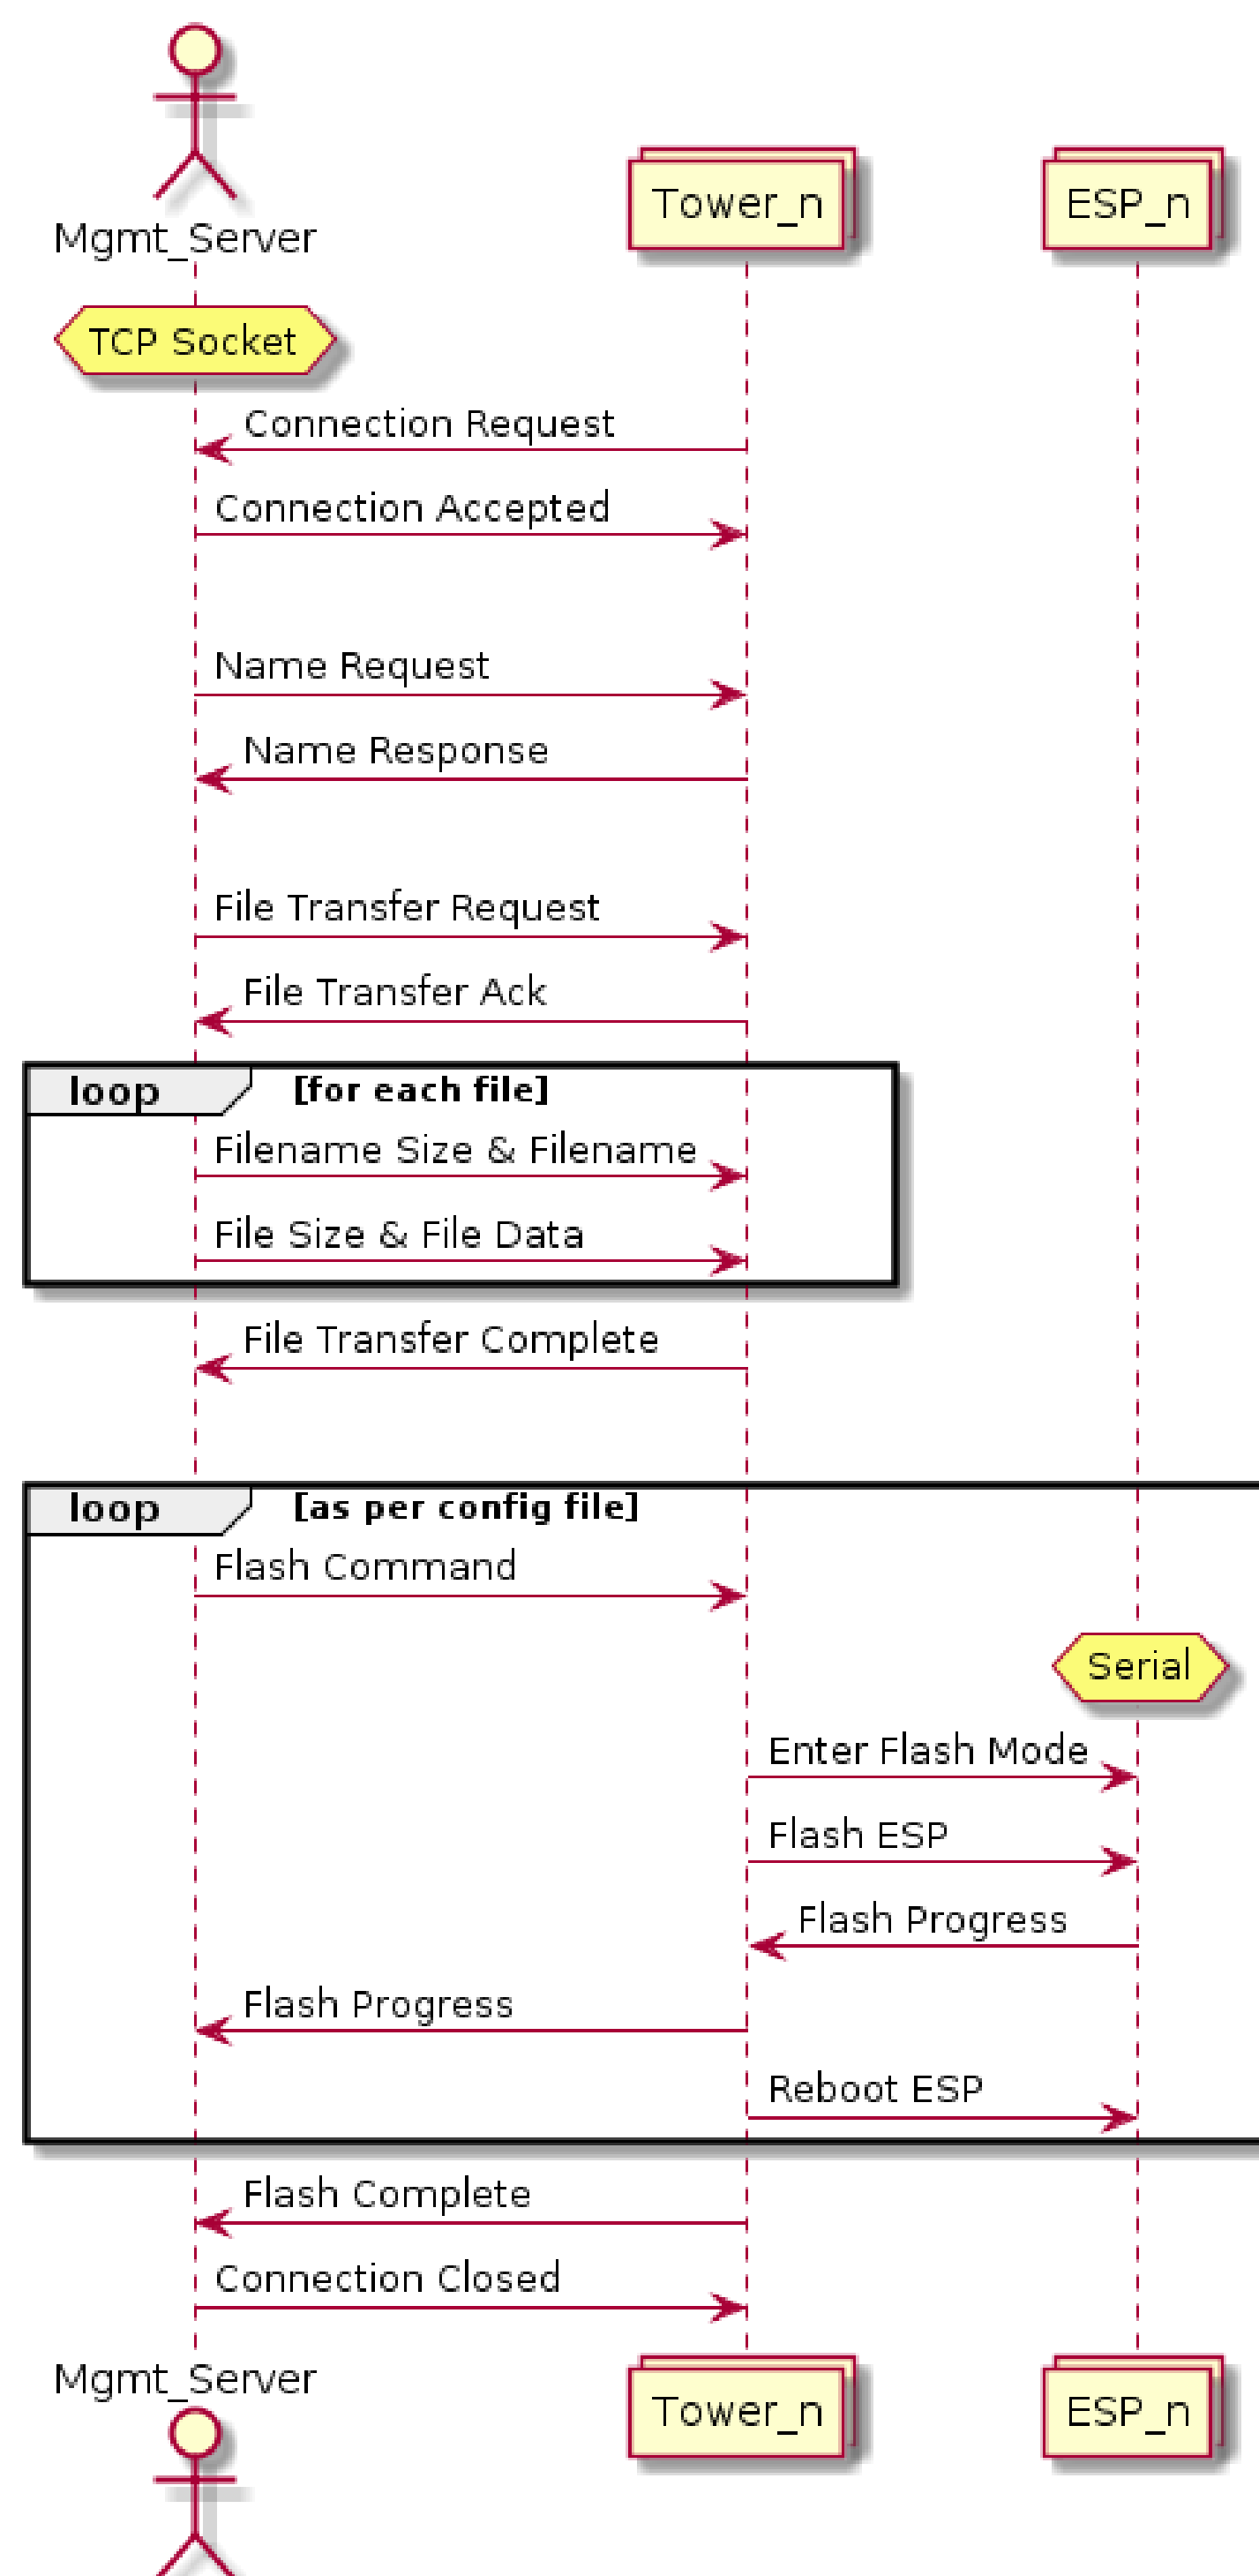 Mgmt_Server
Tower_n
ESP_n
TCP Socket
Connection Request
Connection Accepted
Name Request
Name Response
File Transfer Request
File Transfer Ack
loop [for each file]
Filename Size & Filename
File Size & File Data
File Transfer Complete
loop [as per config file]
Flash Command
Serial
Enter Flash Mode
Flash ESP
Flash Progress
Flash Progress
Reboot ESP
Flash Complete
Connection Closed
Mgmt_Server
Tower_n
ESP_n